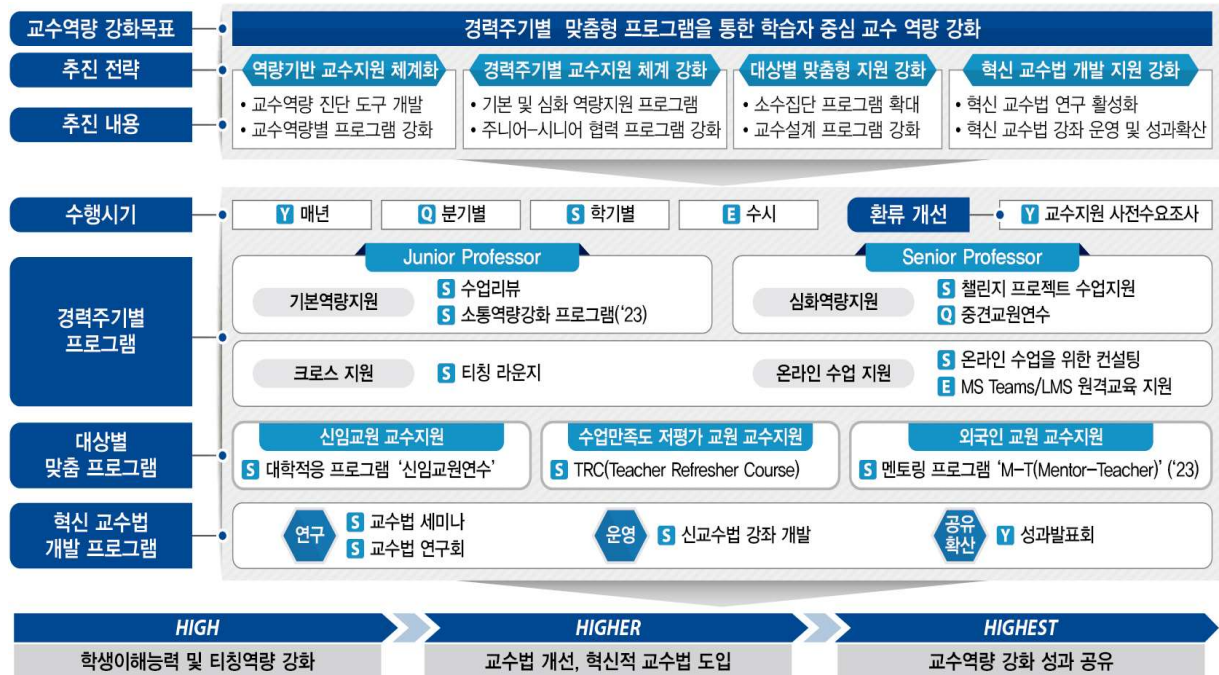 교수역량 강화목표
경력주기별 맞춤형 프로그램을 통한 학습자 중심 교수 역량 강화
추진 전략
역량기반 교수지원 체계화
경력주기별 교수지원 체계 강화
대상별 맞춤형 지원 강화
혁신 교수법 개발 지원 강화
추진 내용
• 교수역량 진단 도구 개발
• 교수역량별 프로그램 강화
• 기본 및 심화 역량지원 프로그램
• 주니어-시니어 협력 프로그램 강화
• 소수집단 프로그램 확대
• 교수설계 프로그램 강화
• 혁신 교수법 연구 활성화
• 혁신 교수법 강좌 운영 및 성과확산
수행시기
Y 매년
Q 분기별
S 학기별
E 수시
환류 개선
Y 교수지원 사전수요조사
경력주기별
프로그램
Junior Professor
기본역량지원
S 수업리뷰
S 소통역량강화 프로그램('23)
Senior Professor
심화역량지원
S 챌린지 프로젝트 수업지원
Q 중견교원연수
크로스 지원
S 티칭 라운지
온라인 수업 지원
S 온라인 수업을 위한 컨설팅
E MS Teams/LMS 원격교육 지원
대상별
맞춤 프로그램
신임교원 교수지원
S 대학적응 프로그램 '신임교원연수'
수업만족도 저평가 교원 교수지원
S TRC(Teacher Refresher Course)
외국인 교원 교수지원
S 멘토링 프로그램 'M-T(Mentor-Teacher)' ('23)
혁신 교수법
개발 프로그램
연구
S 교수법 세미나
S 교수법 연구회
운영
S 신교수법 강좌 개발
공유
확산
Y 성과발표회
HIGH
학생이해능력 및 티칭역량 강화
HIGHER
교수법 개선, 혁신적 교수법 도입
HIGHEST
교수역량 강화 성과 공유